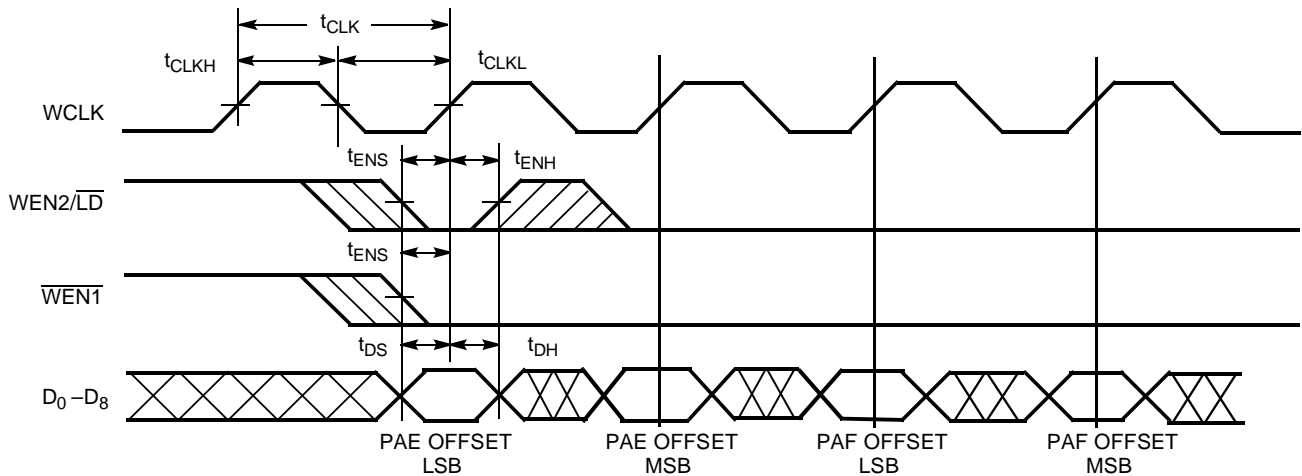 tCLK
tCLKH
tCLKL
WCLK
tENS
tENH
WEN2/LD
tENS
WEN1
tDS
tDH
D0 –D8
PAE OFFSET
LSB
PAE OFFSET
MSB
PAF OFFSET
LSB
PAF OFFSET
MSB